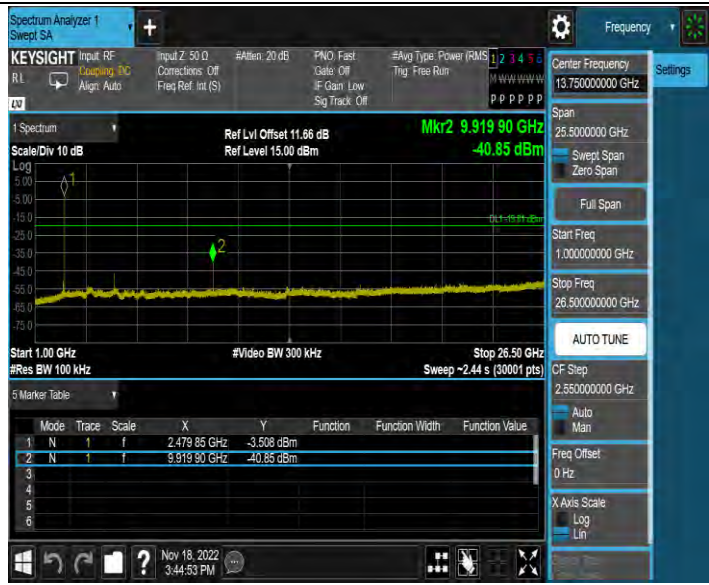 Spectrum Analyzer 1
Swept SA
+
Frequency
KEYSIGHT
Input: RF
Coupling: DC
Align: Auto
Input Z: 50 Ω
Corrections: Off
Freq Ref: Int (S)
#Atten: 20 dB
PNO: Fast
Gate: Off
IF Gain: Low
Sig Track: Off
#Avg Type: Power (RMS
Trig: Free Run
1 2 3 4 5 6
M W W W W W
P P P P P P
RL
LXI
Center Frequency
13.750000000 GHz
Settings
Span
25.5000000 GHz
Swept Span
Zero Span
Full Span
Start Freq
1.000000000 GHz
Stop Freq
26.500000000 GHz
AUTO TUNE
CF Step
2.550000000 GHz
Auto
Man
Freq Offset
0 Hz
X Axis Scale
Log
Lin
1 Spectrum
Scale/Div 10 dB
Ref Lvl Offset 11.66 dB
Ref Level 15.00 dBm
Mkr2 9.919 90 GHz
-40.85 dBm
Log
5.00
-5.00
-15.0
-25.0
-35.0
-45.0
-55.0
-65.0
-75.0
1
2
Start 1.00 GHz
#Res BW 100 kHz
#Video BW 300 kHz
Stop 26.50 GHz
Sweep ~2.44 s (30001 pts)
5 Marker Table
Mode Trace Scale X Y Function Function Width Function Value
1 N 1 f 2.479 85 GHz -3.508 dBm
2 N 1 f 9.919 90 GHz -40.85 dBm
3
4
5
6
?
Nov 18, 2022
3:44:53 PM